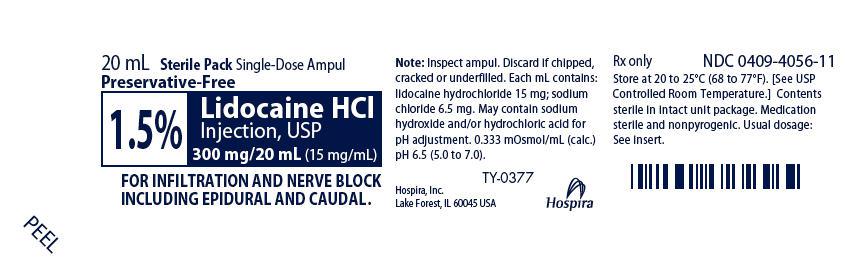 20 mL Sterile Pack Single-Dose Ampul
Preservative-Free
1.5%
Lidocaine HCl
Injection, USP
300 mg/20 mL (15 mg/mL)
FOR INFILTRATION AND NERVE BLOCK
INCLUDING EPIDURAL AND CAUDAL.
PEEL
Note: Inspect ampul. Discard if chipped,
cracked or underfilled. Each mL contains:
lidocaine hydrochloride 15 mg; sodium
chloride 6.5 mg. May contain sodium
hydroxide and/or hydrochloric acid for
pH adjustment. 0.333 mOsmol/mL (calc.)
pH 6.5 (5.0 to 7.0).
TY-0377
Hospira, Inc.
Lake Forest, IL 60045 USA
Hospira
Rx only NDC 0409-4056-11
Store at 20 to 25°C (68 to 77°F). [See USP
Controlled Room Temperature.] Contents
sterile in intact unit package. Medication
sterile and nonpyrogenic. Usual dosage:
See insert.